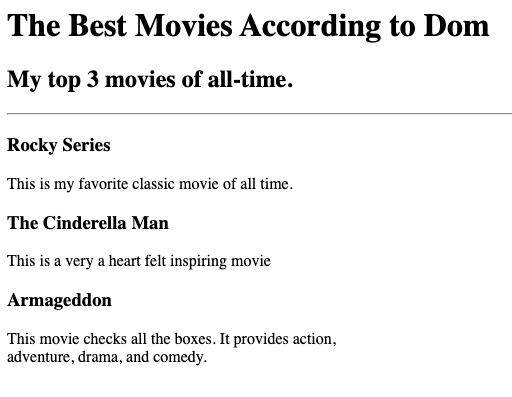 The Best Movies According to Dom
My top 3 movies of all-time.
Rocky Series
This is my favorite classic movie of all time.
The Cinderella Man
This is a very a heart felt inspiring movie
Armageddon
This movie checks all the boxes. It provides action,
adventure, drama, and comedy.